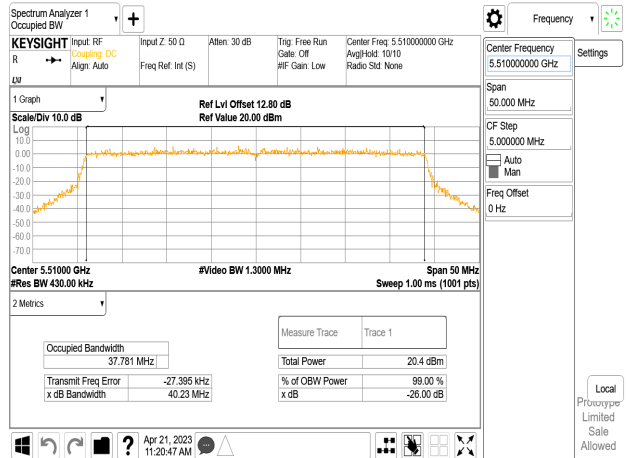 Spectrum Analyzer 1
Occupied BW
Frequency
KEYSIGHT
R
Input: RF
Coupling: DC
Align: Auto
Input Z: 50 Ω
Freq Ref: Int (S)
Atten: 30 dB
Trig: Free Run
Gate: Off
#IF Gain: Low
Center Freq: 5.510000000 GHz
Avg|Hold: 10/10
Radio Std: None
Center Frequency
5.510000000 GHz
Settings
Span
50.000 MHz
CF Step
5.000000 MHz
Auto
Man
Freq Offset
0 Hz
1 Graph
Scale/Div 10.0 dB
Ref Lvl Offset 12.80 dB
Ref Value 20.00 dBm
Log
10.0
0.00
-10.0
-20.0
-30.0
-40.0
-50.0
-60.0
-70.0
Center 5.51000 GHz
#Res BW 430.00 kHz
#Video BW 1.3000 MHz
Span 50 MHz
Sweep 1.00 ms (1001 pts)
2 Metrics
Measure Trace
Trace 1
Occupied Bandwidth
37.781 MHz
Total Power
20.4 dBm
Transmit Freq Error
-27.395 kHz
% of OBW Power
99.00 %
x dB Bandwidth
40.23 MHz
x dB
-26.00 dB
Local
Prototype
Limited
Sale
Allowed
?
Apr 21, 2023
11:20:47 AM